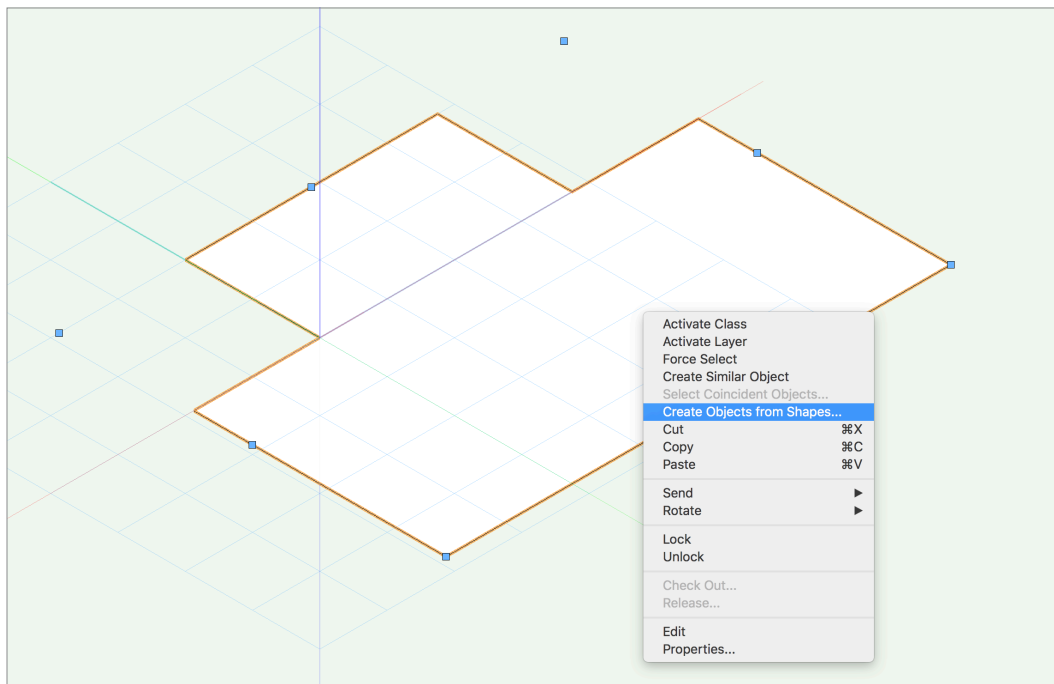 Activate Class
Activate Layer
Force Select
Create Similar Object
Select Coincident Objects...
Create Objects from Shapes...
Cut ⌘X
Copy ⌘C
Paste ⌘V
Send ▶
Rotate ▶
Lock
Unlock
Check Out...
Release...
Edit
Properties...